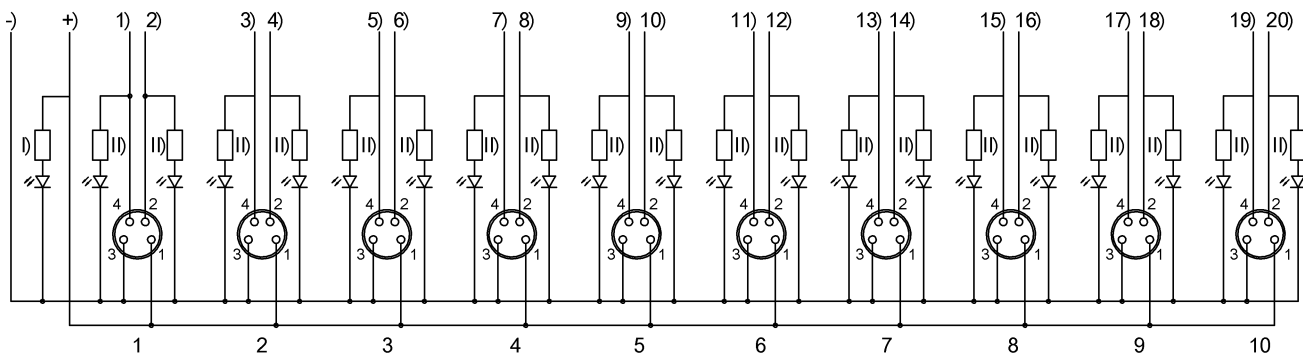 -) +) 1) 2) 3) 4) 5) 6) 7) 8) 9) 10) 11) 12) 13) 14) 15) 16) 17) 18) 19) 20)
I) II) II) II) II) II) II) II) II) II) II) II) II) II) II) II) II) II) II) II) II)
4 2 4 2 4 2 4 2 4 2 4 2 4 2 4 2 4 2 4 2
3 1 3 1 3 1 3 1 3 1 3 1 3 1 3 1 3 1 3 1
1 2 3 4 5 6 7 8 9 10